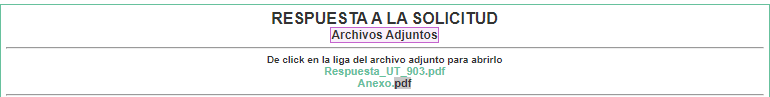 RESPUESTA A LA SOLICITUD
Archivos Adjuntos
De click en la liga del archivo adjunto para abrirlo
Respuesta_UT_903.pdf
Anexo.pdf